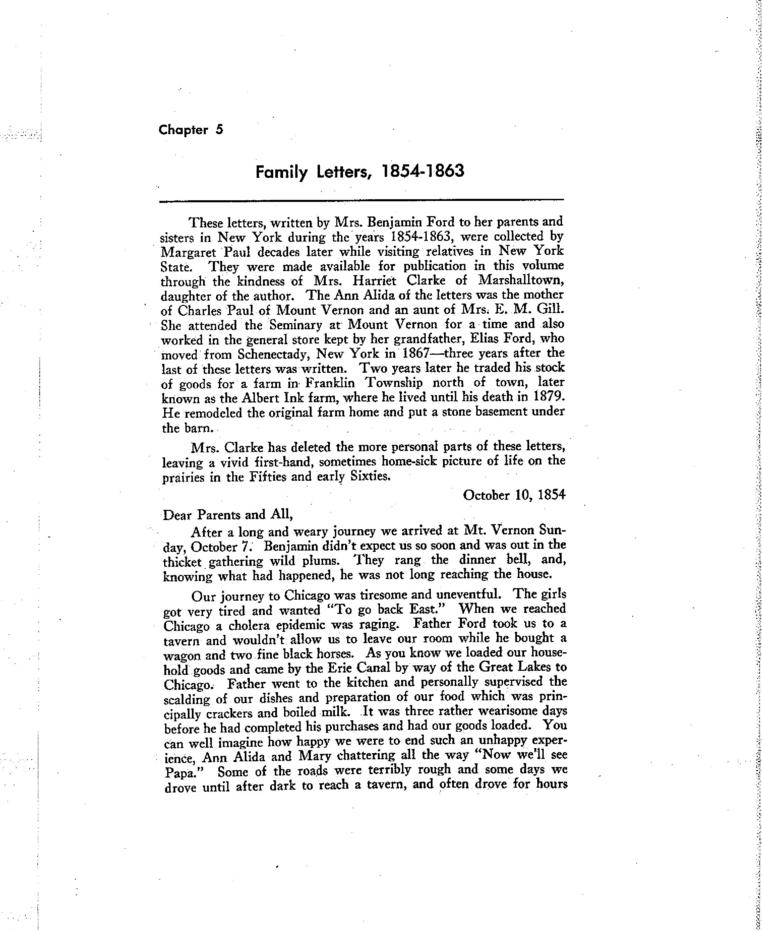 Chapter 5
Family Letters, 1854-1863
These letters, written by Mrs. Benjamin Ford to her parents and
sisters in New York during the years 1854-1863, were collected by
Margaret Paul decades later while visiting relatives in New York
State. They were made available for publication in this volume
through the kindness of Mrs. Harriet Clarke of Marshalltown,
daughter of the author. The Ann Alida of the letters was the mother
of Charles Paul of Mount Vernon and an aunt of Mrs. E. M. Gill.
She attended the Seminary at Mount Vernon for a time and also
worked in the general store kept by her grandfather, Elias Ford, who
moved from Schenectady, New York in 1867—three years after the
last of these letters was written. Two years later he traded his stock
of goods for a farm in Franklin Township north of town, later
known as the Albert Ink farm, where he lived until his death in 1879.
He remodeled the original farm home and put a stone basement under
the barn.
Mrs. Clarke has deleted the more personal parts of these letters,
leaving a vivid first-hand, sometimes home-sick picture of life on the
prairies in the Fifties and early Sixties.
October 10, 1854
Dear Parents and All,
After a long and weary journey we arrived at Mt. Vernon Sun-
day, October 7. Benjamin didn't expect us so soon and was out in the
thicket gathering wild plums. They rang the dinner bell, and,
knowing what had happened, he was not long reaching the house.
Our journey to Chicago was tiresome and uneventful. The girls
got very tired and wanted "To go back East." When we reached
Chicago a cholera epidemic was raging. Father Ford took us to a
tavern and wouldn't allow us to leave our room while he bought a
wagon and two fine black horses. As you know we loaded our house-
hold goods and came by the Erie Canal by way of the Great Lakes to
Chicago. Father went to the kitchen and personally supervised the
scalding of our dishes and preparation of our food which was prin-
cipally crackers and boiled milk. It was three rather wearisome days
before he had completed his purchases and had our goods loaded. You
can well imagine how happy we were to end such an unhappy exper-
ience, Ann Alida and Mary chattering all the way "Now we'll see
Papa." Some of the roads were terribly rough and some days we
drove until after dark to reach a tavern, and often drove for hours